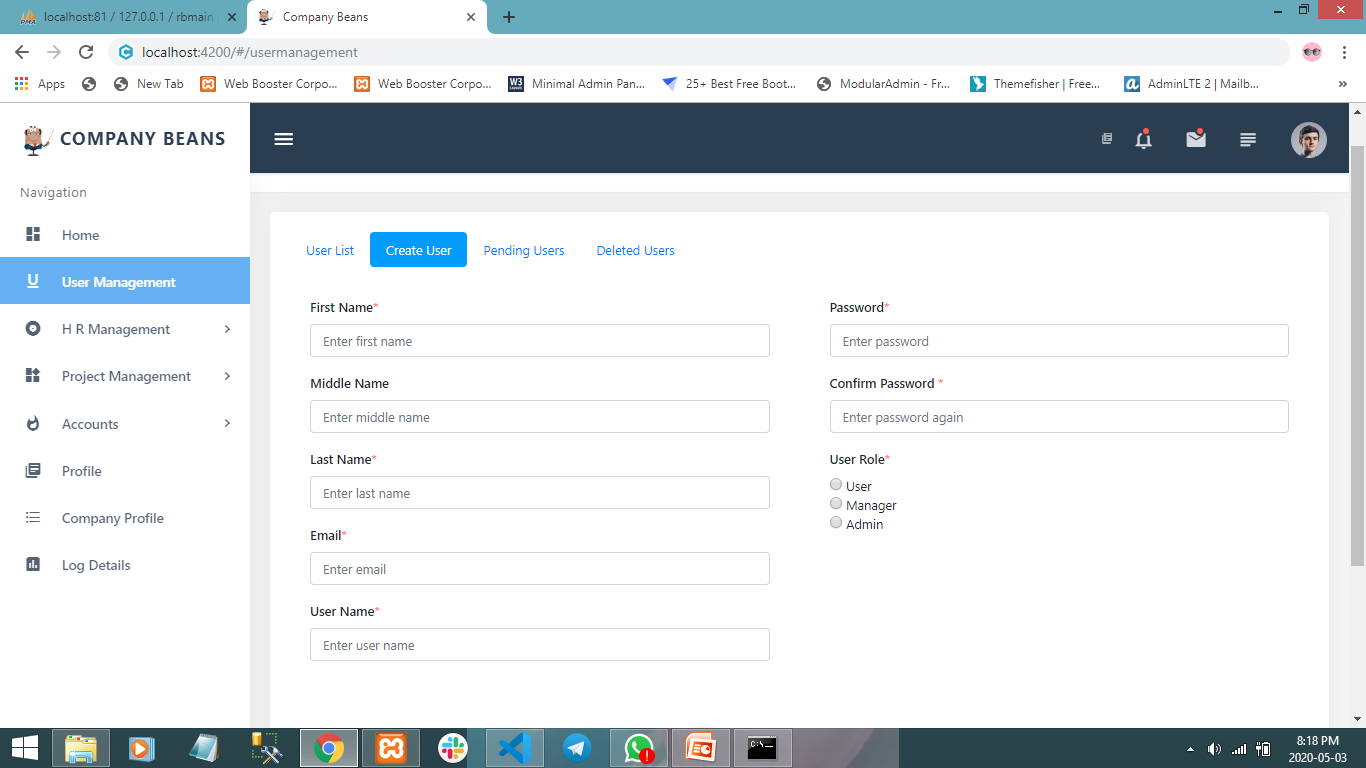 localhost:81 / 127.0.0.1 / rbmain
Company Beans
localhost:4200/#/usermanagement
Apps
New Tab
Web Booster Corpo...
Web Booster Corpo...
Minimal Admin Pan...
25+ Best Free Boot...
ModularAdmin - Fr...
Themefisher | Free...
AdminLTE 2 | Mailb...
COMPANY BEANS
Navigation
Home
User Management
H R Management
Project Management
Accounts
Profile
Company Profile
Log Details
User List
Create User
Pending Users
Deleted Users
First Name*
Enter first name
Middle Name
Enter middle name
Last Name*
Enter last name
Email*
Enter email
User Name*
Enter user name
Password*
Enter password
Confirm Password *
Enter password again
User Role*
User
Manager
Admin
8:18 PM
2020-05-03